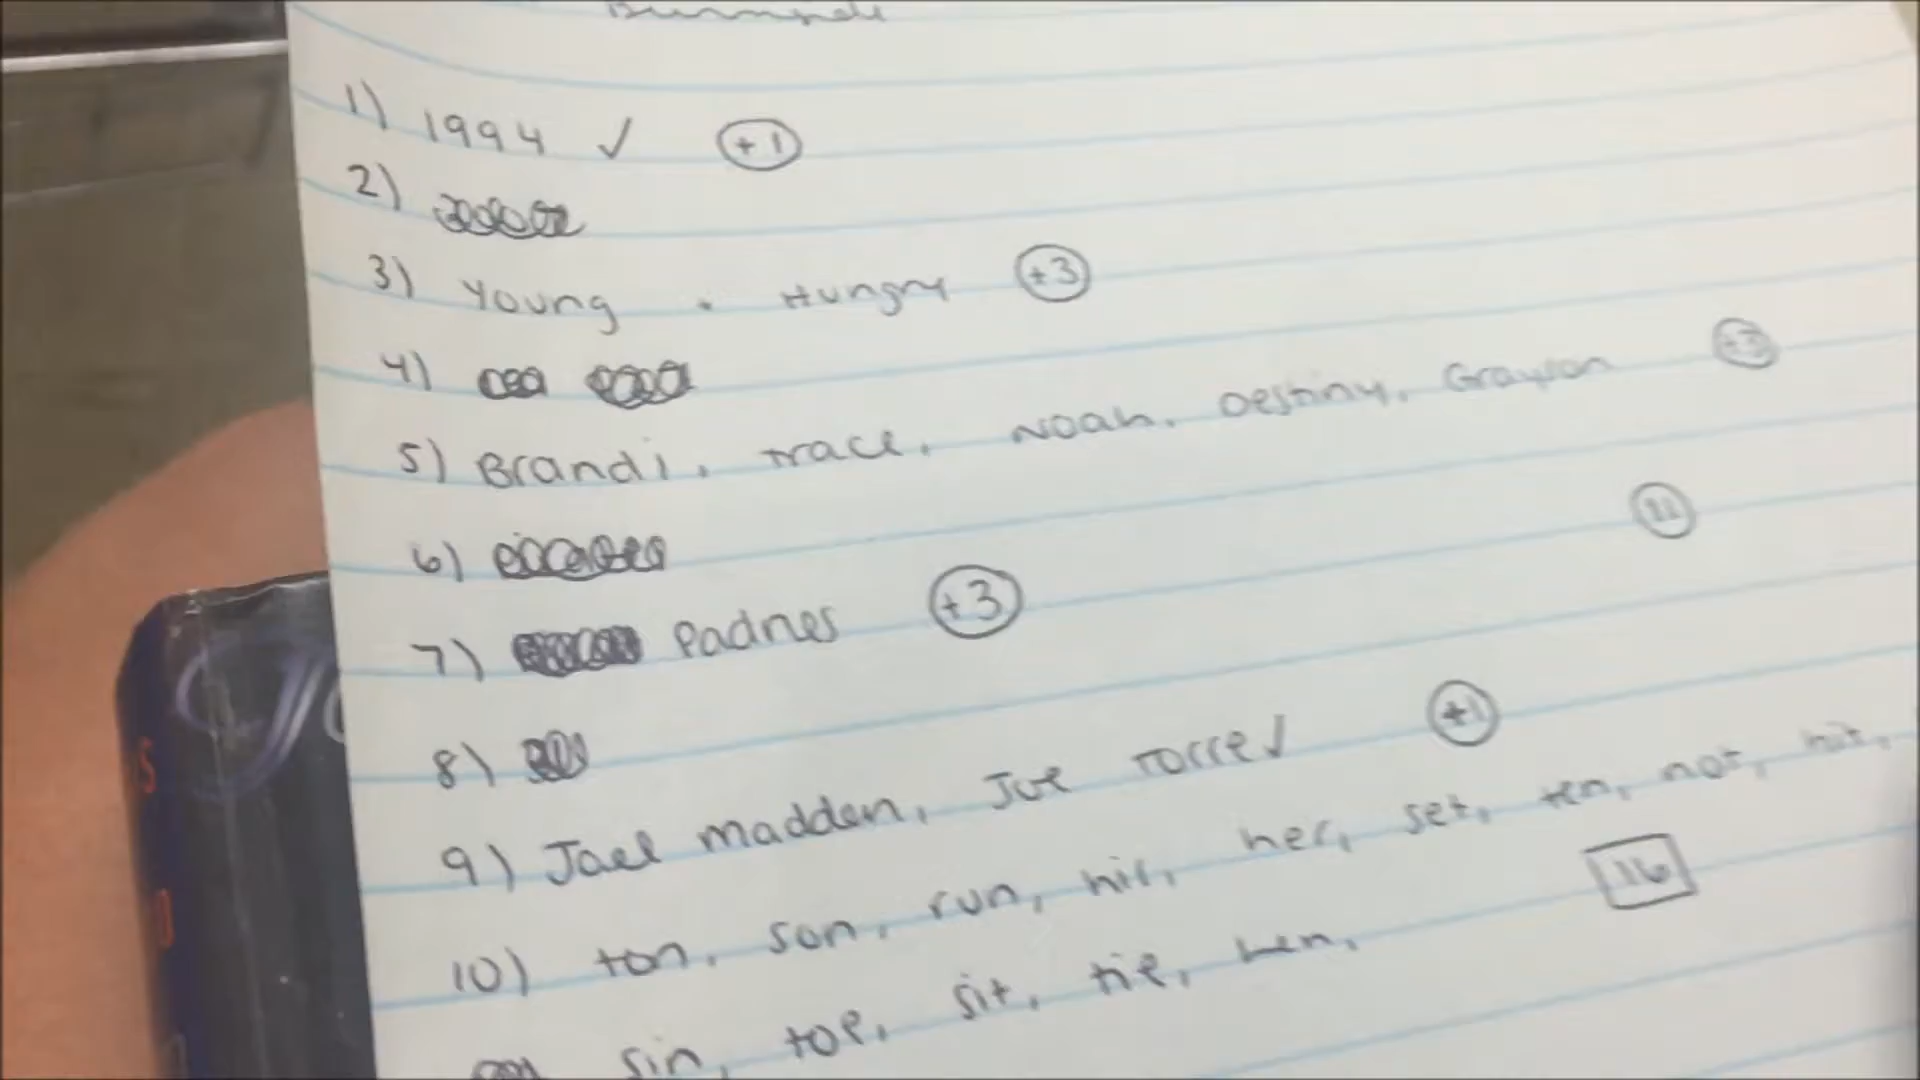 1) 1994 ✓ +1
2)
3) Young . Hungry +3
4)
5) Brandi, Trace, Noah, Destiny, Grayson +3
6) 11
7) Padres +3
8)
9) Jael madden, Joe Torre ✓ +1
10) ton, son, run, hir, her, set, ten, not, hit,
sin, toe, sit, tie, hen,
16
S
O